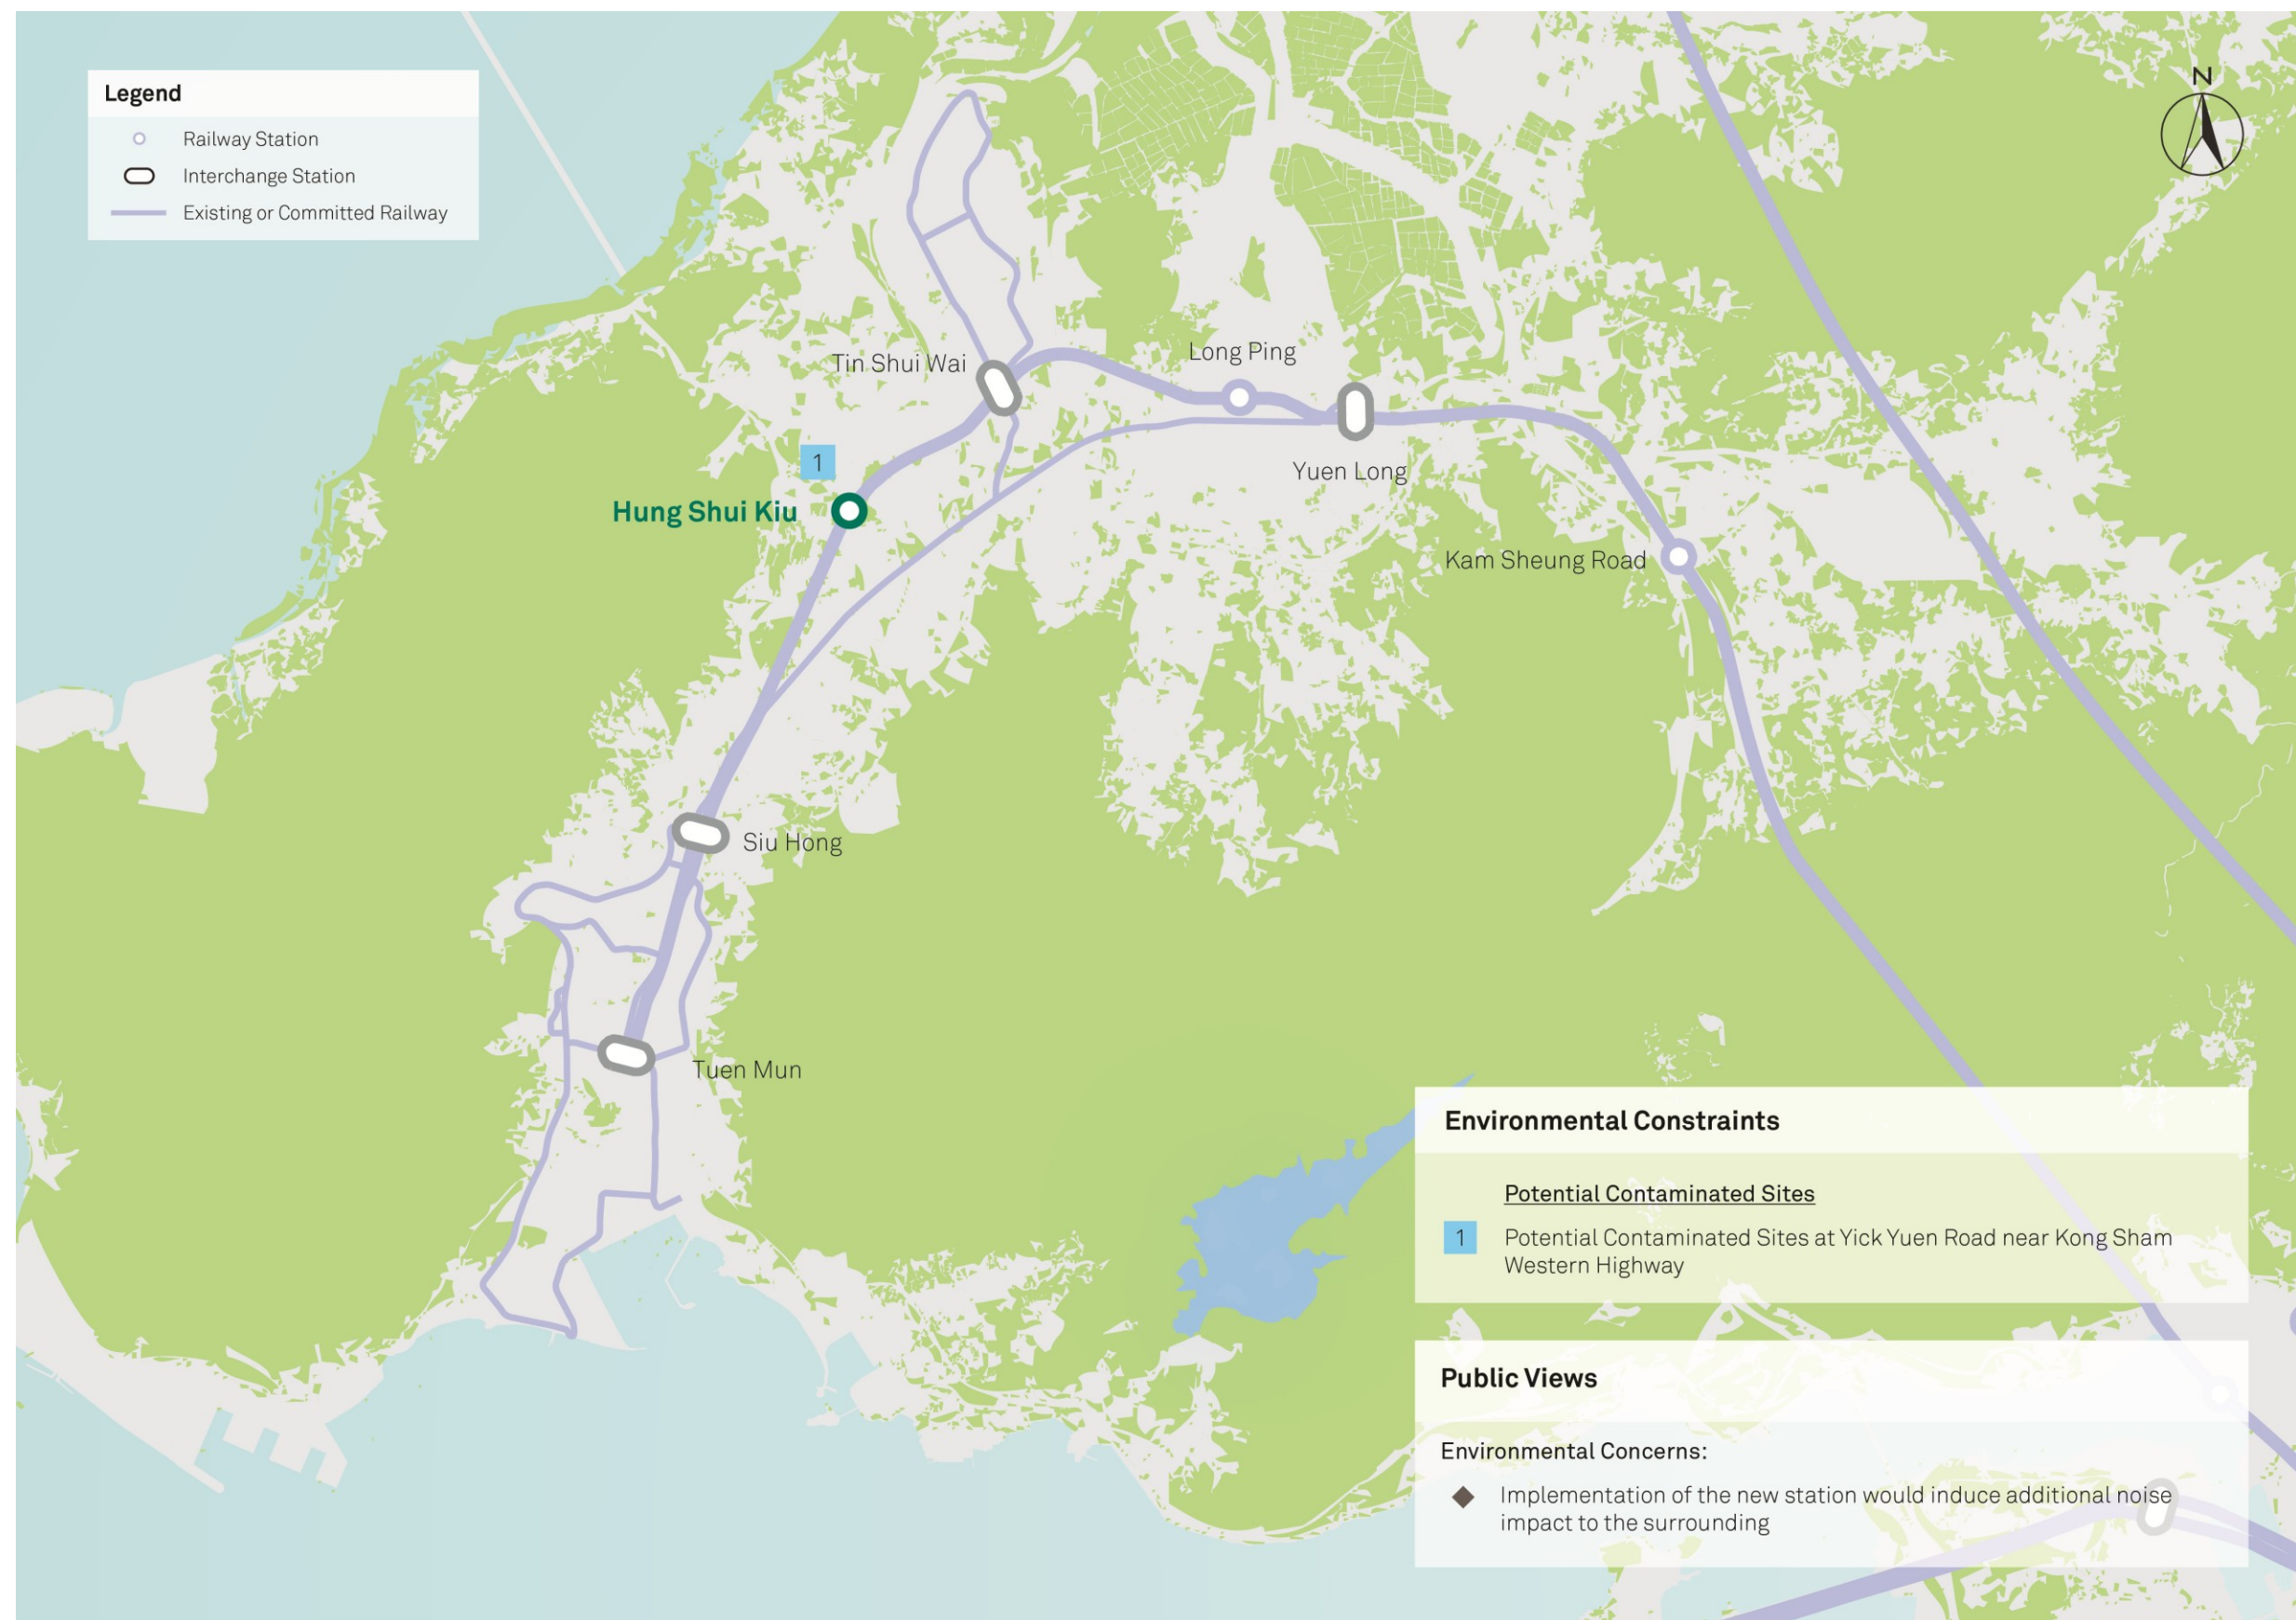 Legend
Railway Station
Interchange Station
Existing or Committed Railway
N
Tin Shui Wai
Long Ping
1
Yuen Long
Hung Shui Kiu
Kam Sheung Road
Siu Hong
Tuen Mun
Environmental Constraints
Potential Contaminated Sites
1 Potential Contaminated Sites at Yick Yuen Road near Kong Sham
Western Highway
Public Views
Environmental Concerns:
Implementation of the new station would induce additional noise
impact to the surrounding